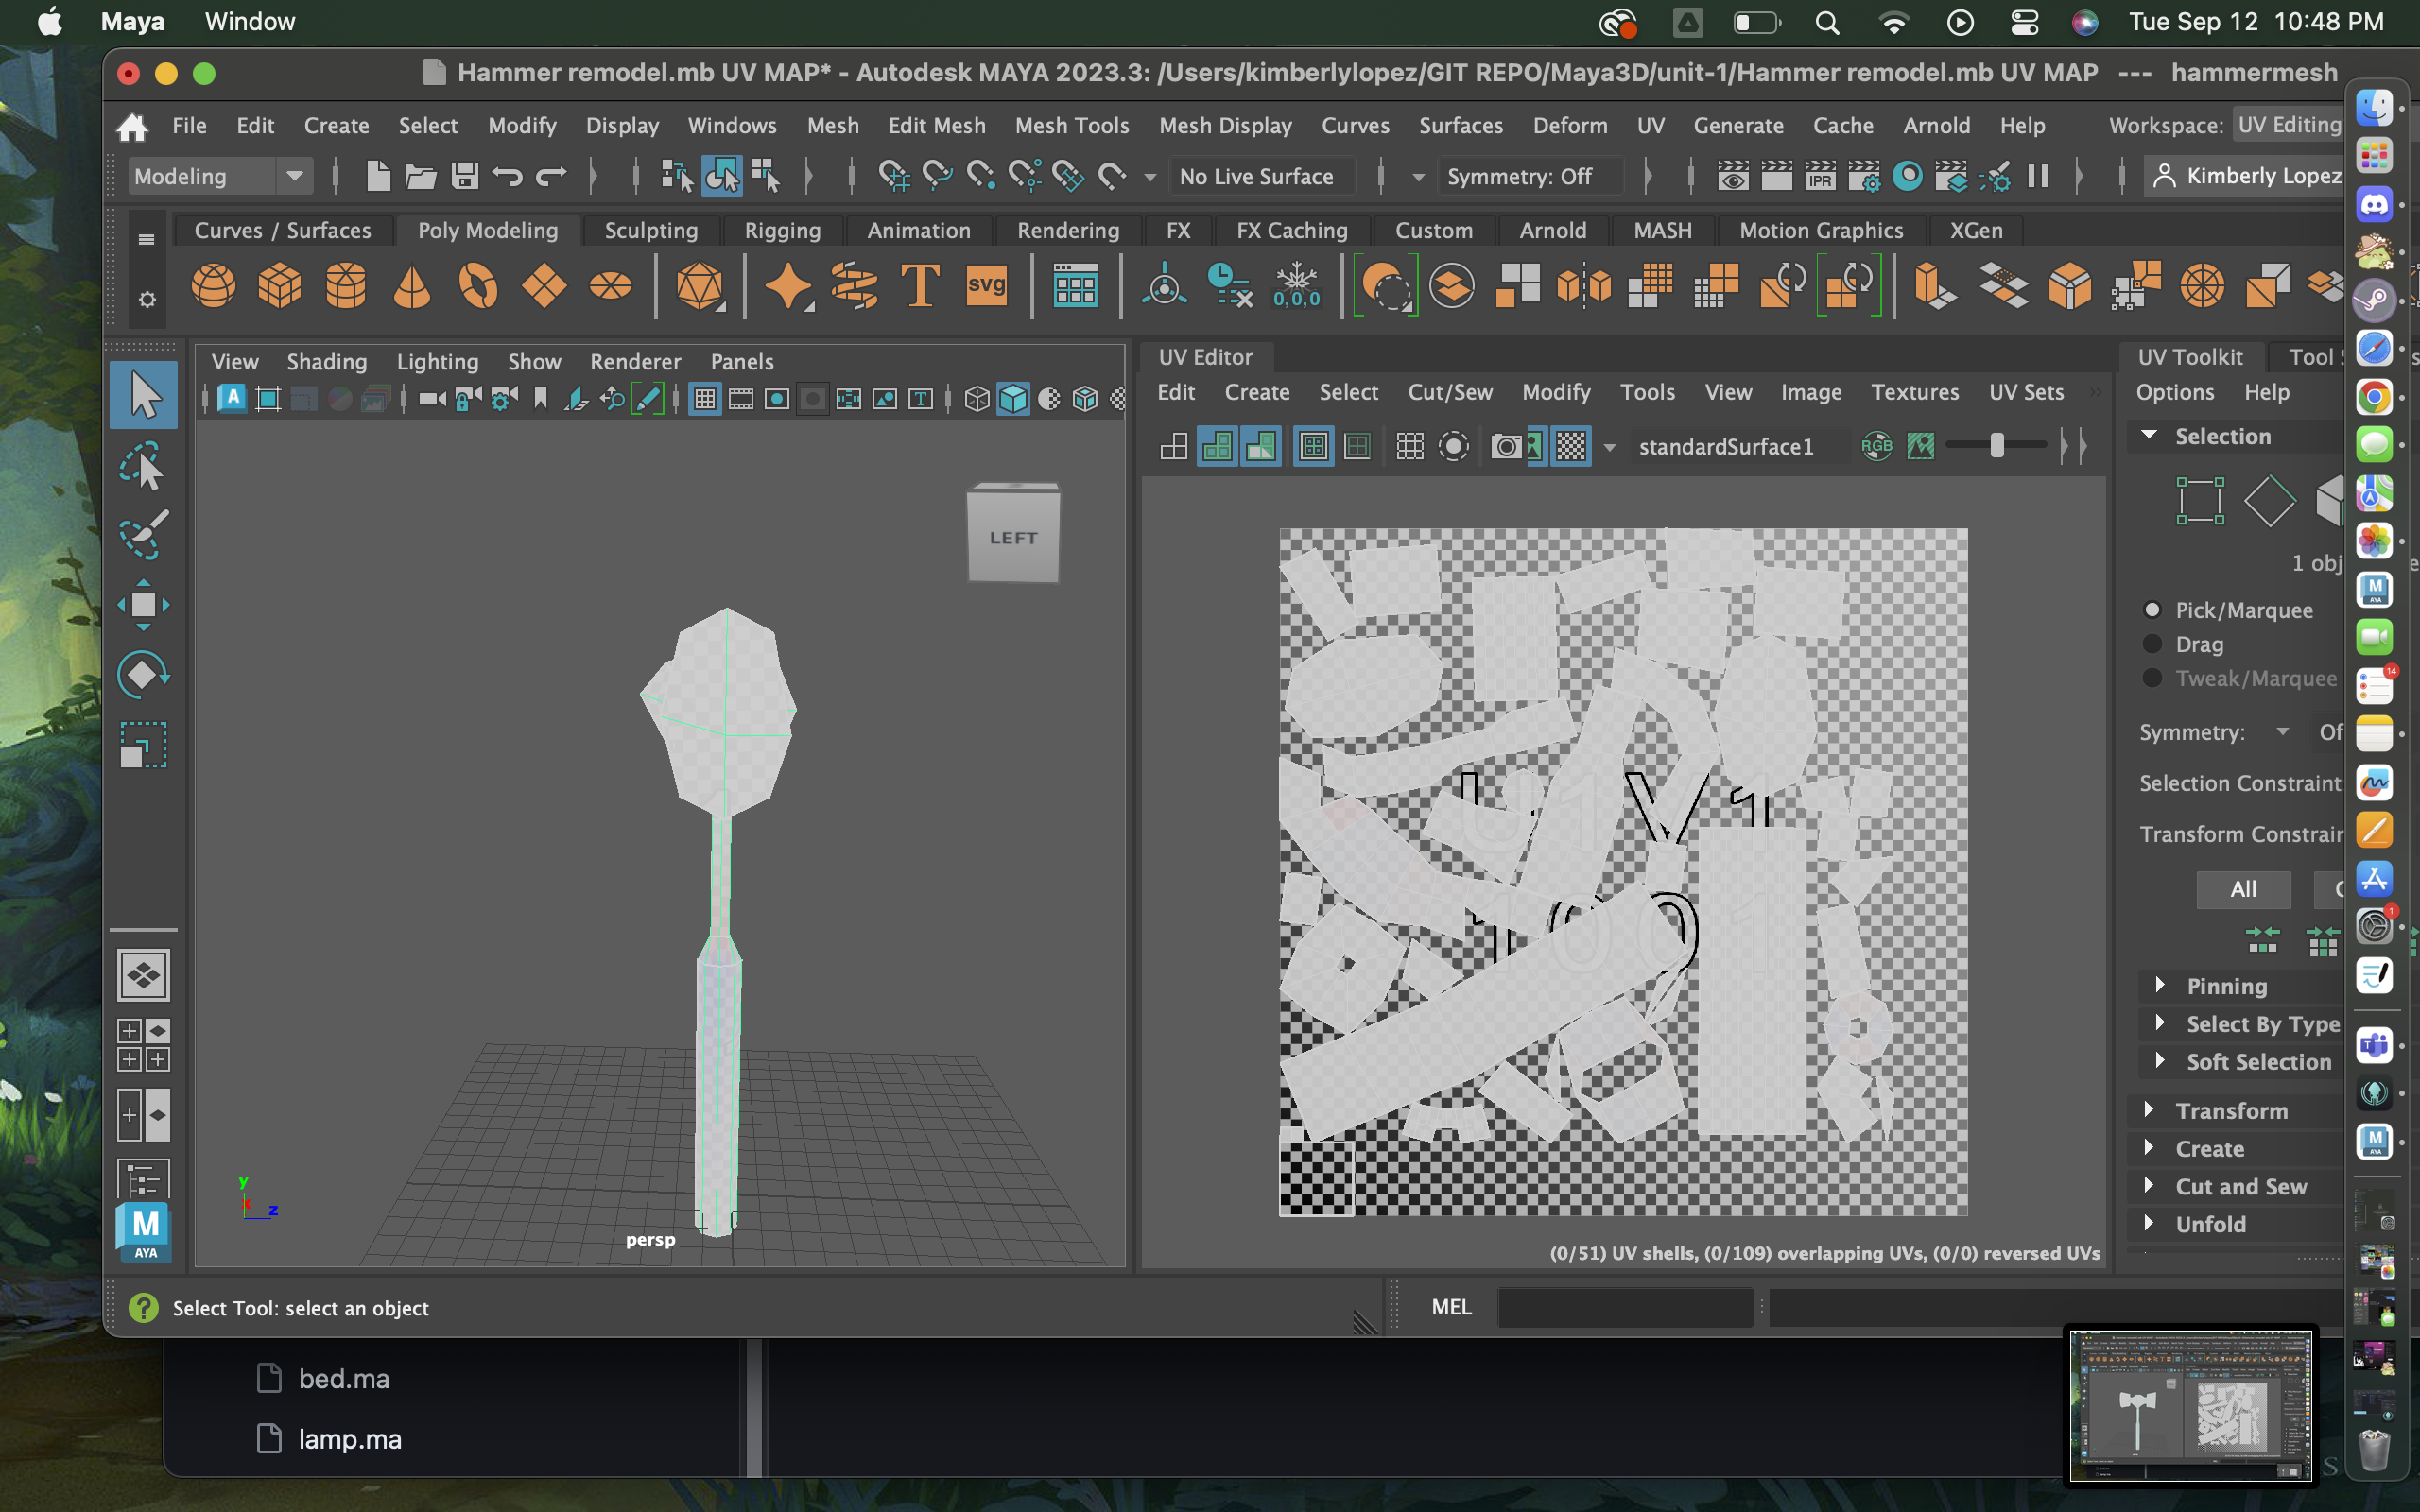 Maya Window Tue Sep 12 10:48 PM
Hammer remodel.mb UV MAP* - Autodesk MAYA 2023.3: /Users/kimberlylopez/GIT REPO/Maya3D/unit-1/Hammer remodel.mb UV MAP --- hammermesh
File Edit Create Select Modify Display Windows Mesh Edit Mesh Mesh Tools Mesh Display Curves Surfaces Deform UV Generate Cache Arnold Help Workspace: UV Editing
Modeling No Live Surface Symmetry: Off IPR Kimberly Lopez
Curves / Surfaces Poly Modeling Sculpting Rigging Animation Rendering FX FX Caching Custom Arnold MASH Motion Graphics XGen
T svg 0,0,0
View Shading Lighting Show Renderer Panels
UV Editor
UV Toolkit Tool
Edit Create Select Cut/Sew Modify Tools View Image Textures UV Sets
Options Help
standardSurface1 RGB
Selection
LEFT
1 obj
Pick/Marquee
Drag
Tweak/Marquee
Symmetry: Of
Selection Constraint
Transform Constrain
All
U1V1
1001
Pinning
Select By Type
Soft Selection
Transform
Create
Cut and Sew
Unfold
y
z
persp
M
AYA
(0/51) UV shells, (0/109) overlapping UVs, (0/0) reversed UVs
Select Tool: select an object
MEL
bed.ma
lamp.ma
14
1